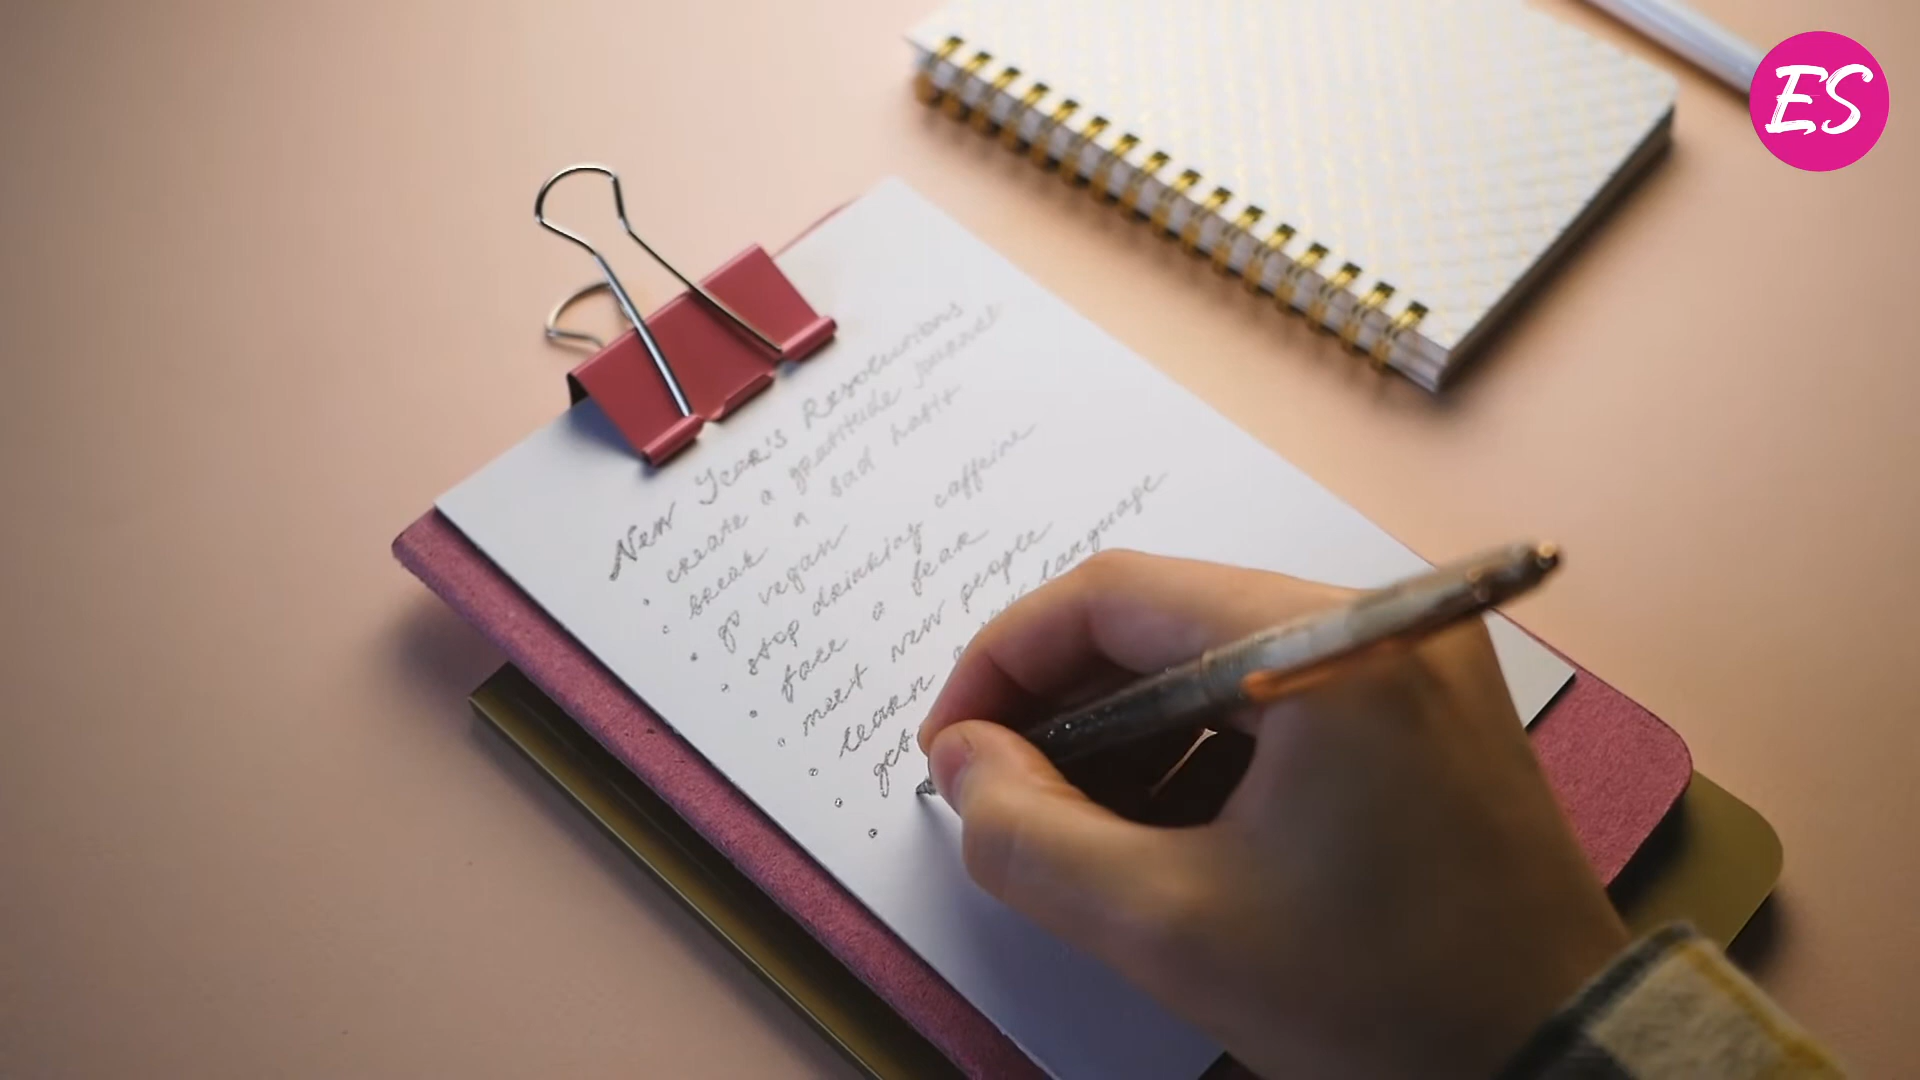 New Year's Resolutions
• create a gratitude journal
• break a bad habit
• go vegan
• stop drinking caffeine
• face a fear
• meet new people
• learn a new language
• get
ES